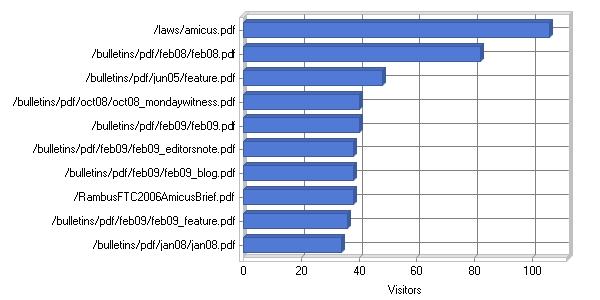 /laws/amicus.pdf
/bulletins/pdf/feb08/feb08.pdf
/bulletins/pdf/jun05/feature.pdf
/bulletins/pdf/oct08/oct08_mondaywitness.pdf
/bulletins/pdf/feb09/feb09.pdf
/bulletins/pdf/feb09/feb09_editorsnote.pdf
/bulletins/pdf/feb09/feb09_blog.pdf
/RambusFTC2006AmicusBrief.pdf
/bulletins/pdf/feb09/feb09_feature.pdf
/bulletins/pdf/jan08/jan08.pdf
0 20 40 60 80 100
Visitors